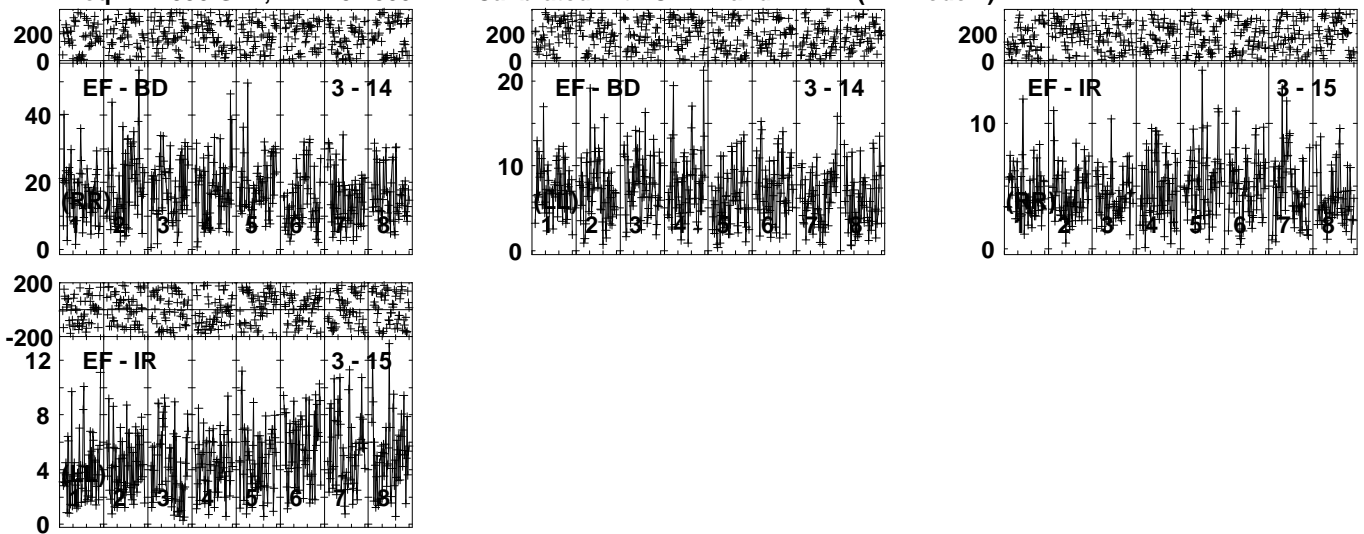 200 200 200
0 0 0
EF - BD 3 - 14 EF - BD 3 - 14 EF - IR 3 - 15
20
40
10
20 10
(RR) (LL) (RR)
1 2 3 4 5 6 7 8 1 2 3 4 5 6 7 8 1 2 3 4 5 6 7 8
0 0 0
200
-200
12 EF - IR 3 - 15
8
4
(LL)
1 2 3 4 5 6 7 8
0